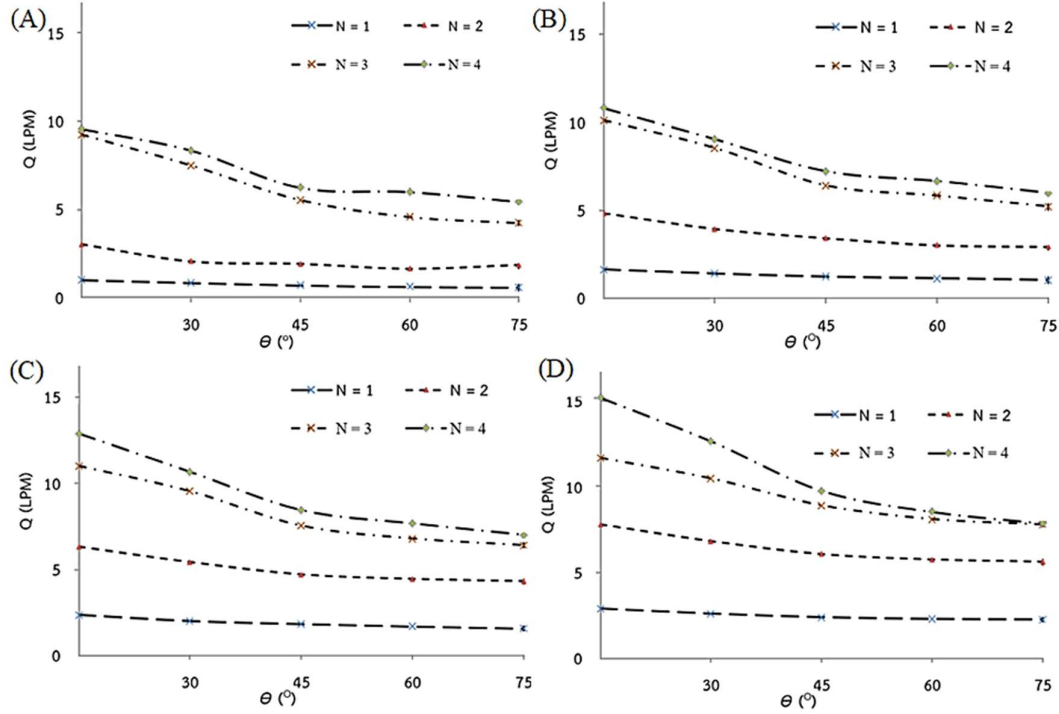 (A)
15
N = 1
N = 2
N = 3
N = 4
Q (LPM)
10
5
0
30
45
60
75
Ɵ (°)
(B)
15
N = 1
N = 2
N = 3
N = 4
Q (LPM)
10
5
0
30
45
60
75
Ɵ (O)
(C)
15
N = 1
N = 2
N = 3
N = 4
Q (LPM)
10
5
0
30
45
60
75
Ɵ (O)
(D)
15
N = 1
N = 2
N = 3
N = 4
Q (LPM)
10
5
0
30
45
60
75
Ɵ (O)